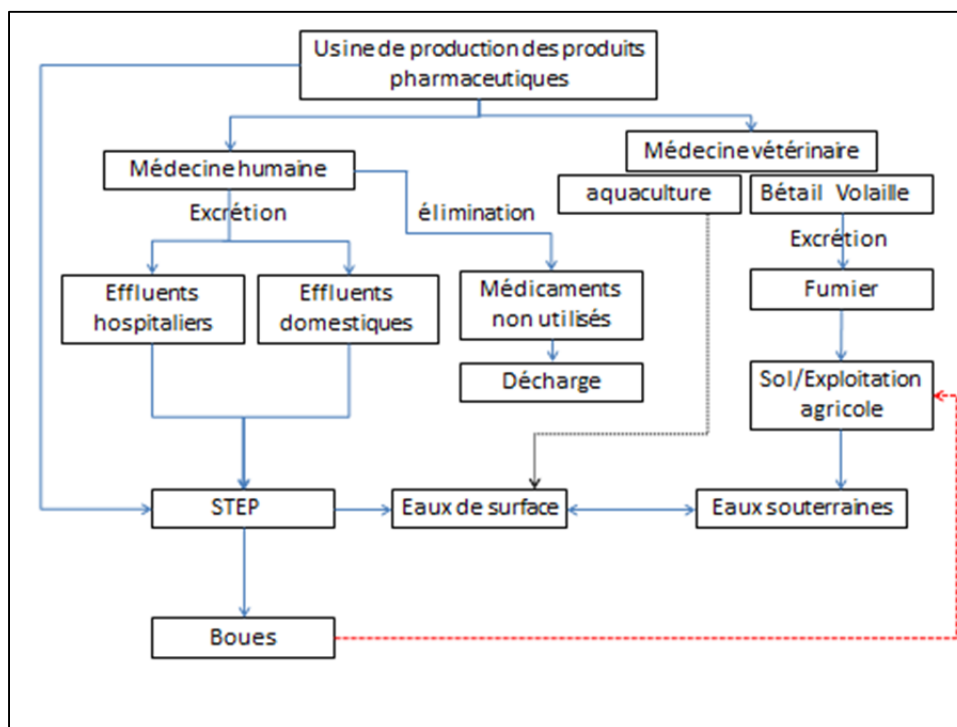 Usine de production des produits
pharmaceutiques
Médecine humaine
Médecine vétérinaire
aquaculture
Bétail Volaille
Excrétion
élimination
Excrétion
Effluents
hospitaliers
Effluents
domestiques
Médicaments
non utilisés
Fumier
Décharge
Sol/Exploitation
agricole
STEP
Eaux de surface
Eaux souterraines
Boues